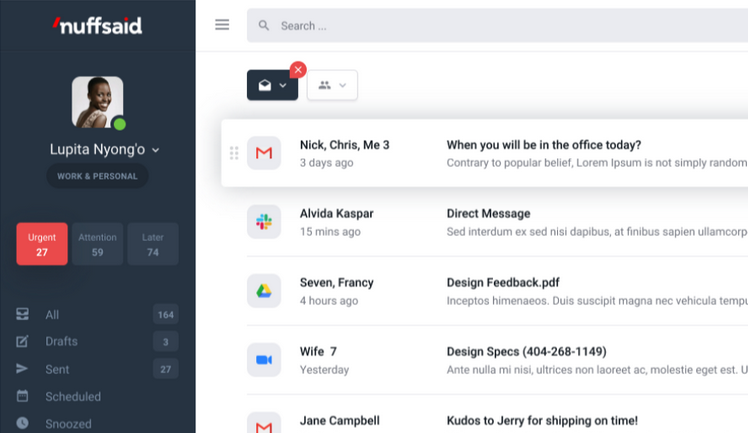 'nuffsaid
Search ...
Lupita Nyong'o
WORK & PERSONAL
Urgent
27
Attention
59
Later
74
All 164
Drafts 3
Sent 27
Scheduled
Snoozed
Nick, Chris, Me 3 When you will be in the office today?
3 days ago Contrary to popular belief, Lorem Ipsum is not simply random
Alvida Kaspar Direct Message
15 mins ago Sed interdum ex sed nisi dapibus, at finibus sapien ullamcorp
Seven, Francy Design Feedback.pdf
4 hours ago Inceptos himenaeos. Duis suscipit magna nec vehicula tempu
Wife 7 Design Specs (404-268-1149)
Yesterday Ante nulla mi nisi, ultrices non laoreet ac, molestie eget est. U
Jane Campbell Kudos to Jerry for shipping on time!